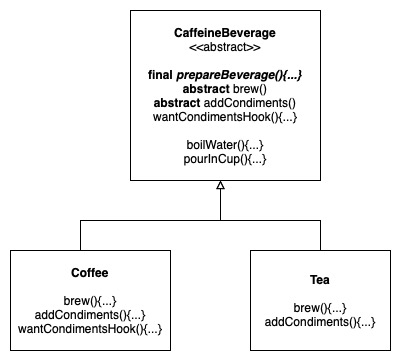 CaffeineBeverage
<<abstract>>
final prepareBeverage(){...}
abstract brew()
abstract addCondiments()
wantCondimentsHook(){...}
boilWater(){...}
pourInCup(){...}
Coffee
brew(){...}
addCondiments(){...}
wantCondimentsHook(){...}
Tea
brew(){...}
addCondiments(){...}